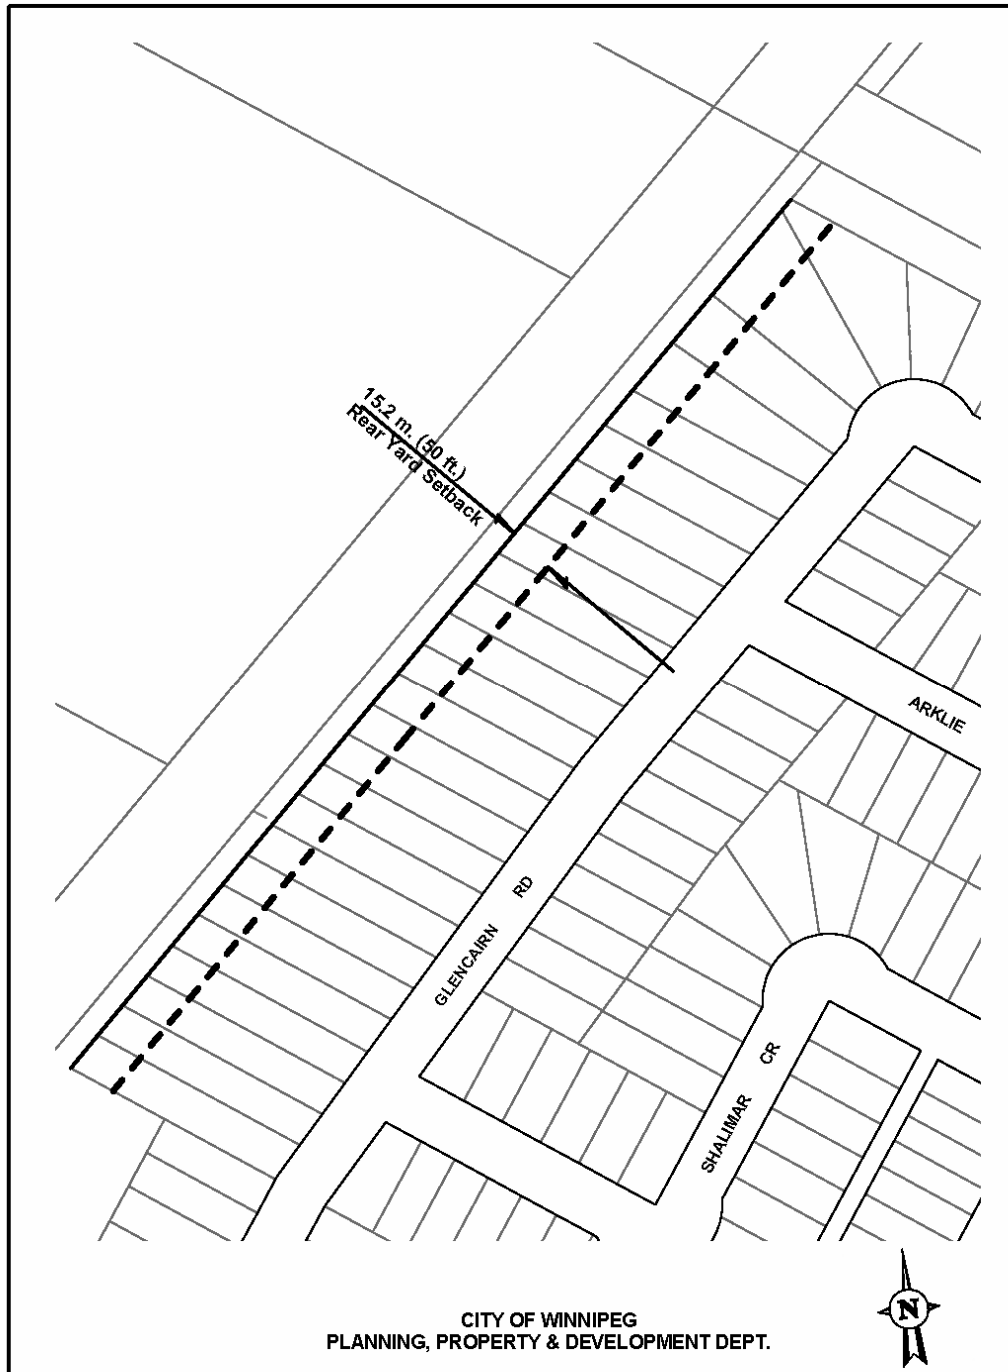 15.2 m. (50 ft.)
Rear Yard Setback
ARKLIE
GLENCAIRN RD
SHALIMAR CR
N
CITY OF WINNIPEG
PLANNING, PROPERTY & DEVELOPMENT DEPT.